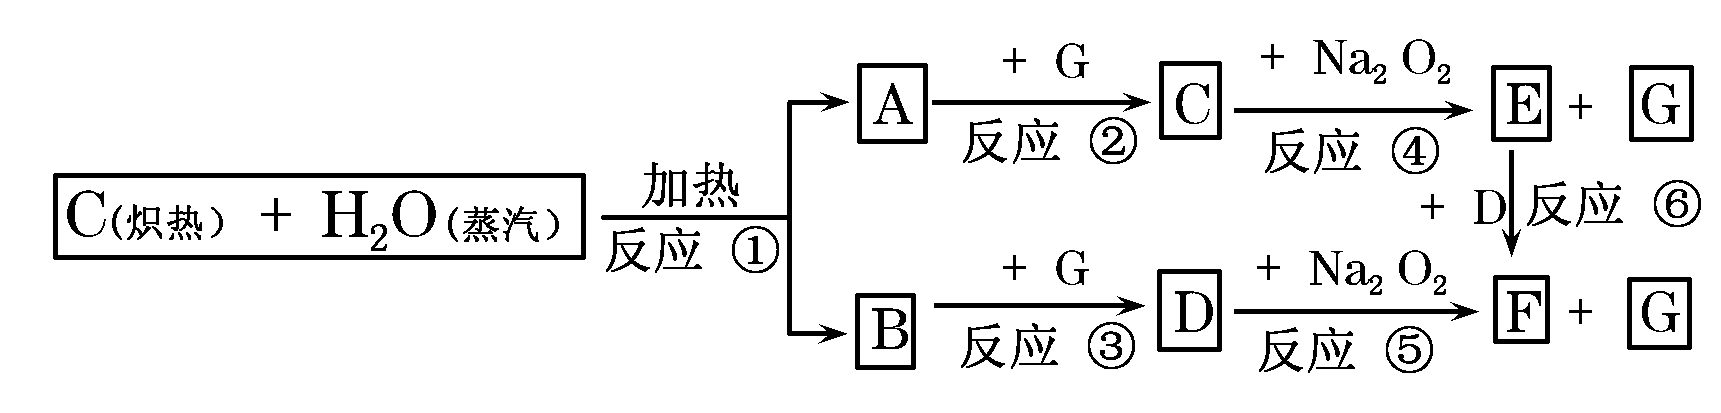 C(炽热) + H₂O(蒸汽)
加热
反应 ①
A
+ G
反应 ②
C
+ Na₂O₂
反应 ④
E + G
+ D 反应 ⑥
B
+ G
反应 ③
D
+ Na₂O₂
反应 ⑤
F + G